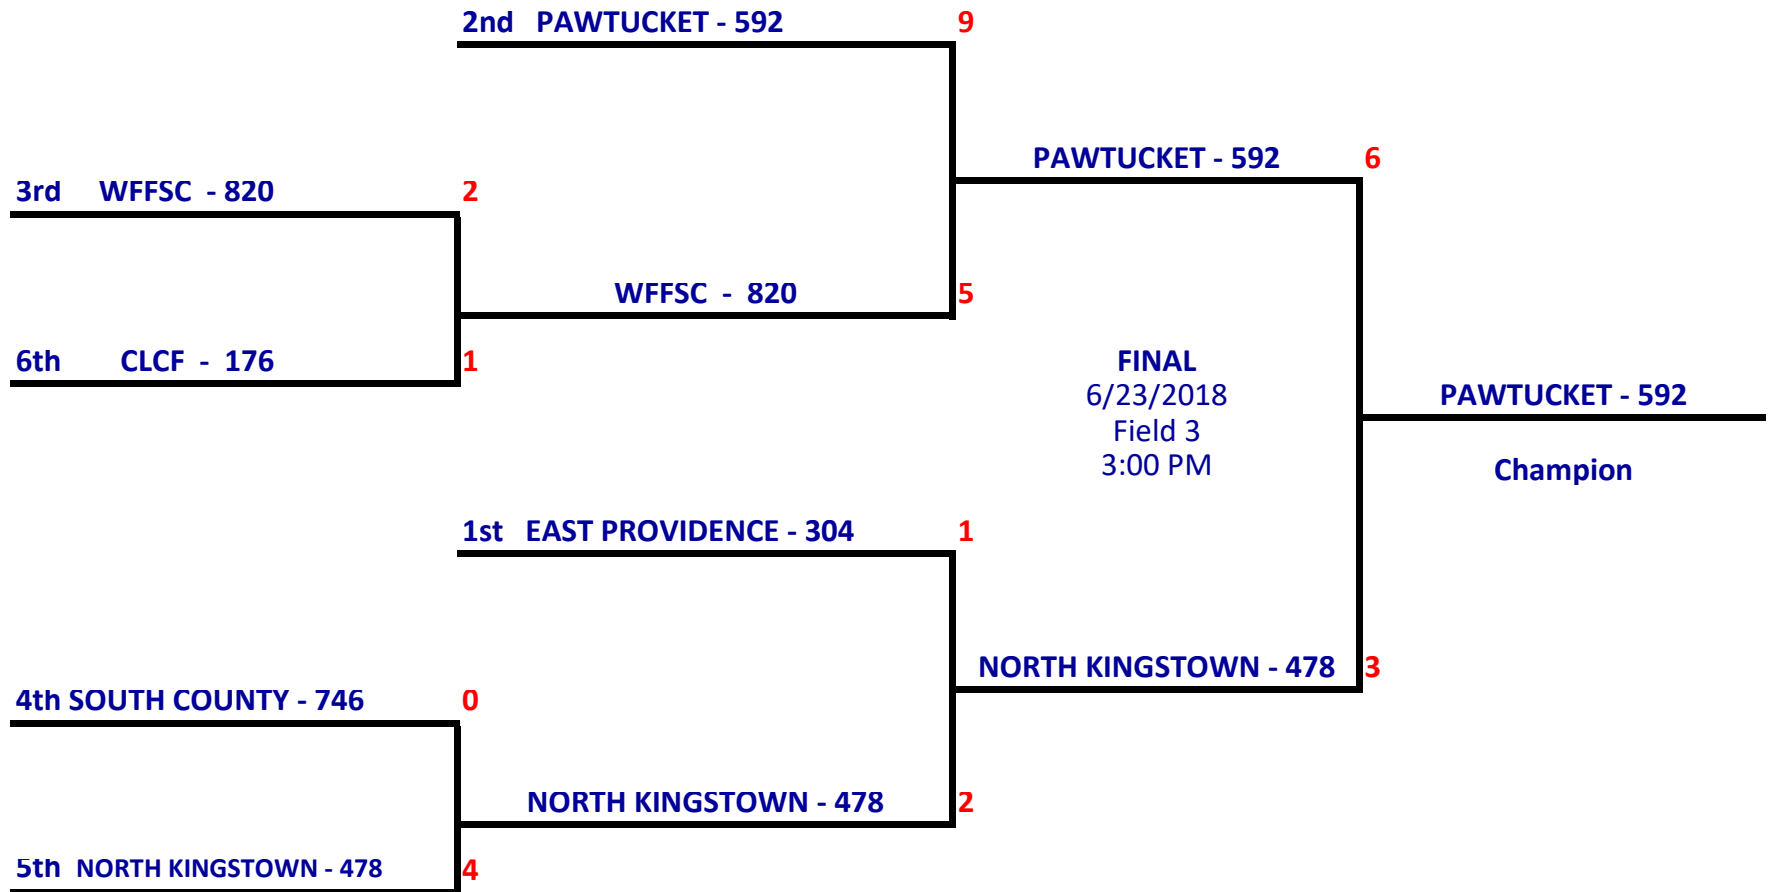 2nd PAWTUCKET - 592 9
PAWTUCKET - 592 6
3rd WFFSC - 820 2
WFFSC - 820 5
6th CLCF - 176 1
FINAL
6/23/2018
Field 3
3:00 PM
PAWTUCKET - 592
Champion
1st EAST PROVIDENCE - 304 1
NORTH KINGSTOWN - 478 3
4th SOUTH COUNTY - 746 0
NORTH KINGSTOWN - 478 2
5th NORTH KINGSTOWN - 478 4